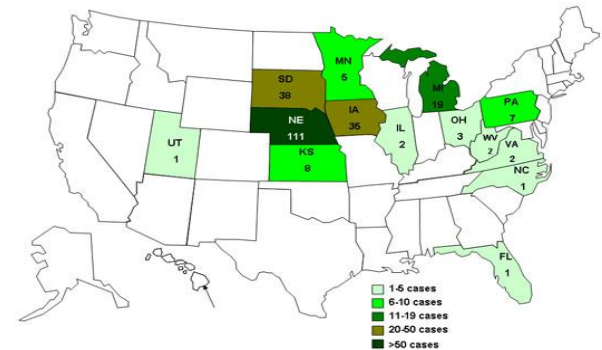 MN
5
SD
38
MI
19
IA
35
PA
7
NE
111
OH
3
IL
2
WV
2
VA
2
UT
1
KS
8
NC
1
FL
1
1-5 cases
6-10 cases
11-19 cases
20-50 cases
>50 cases